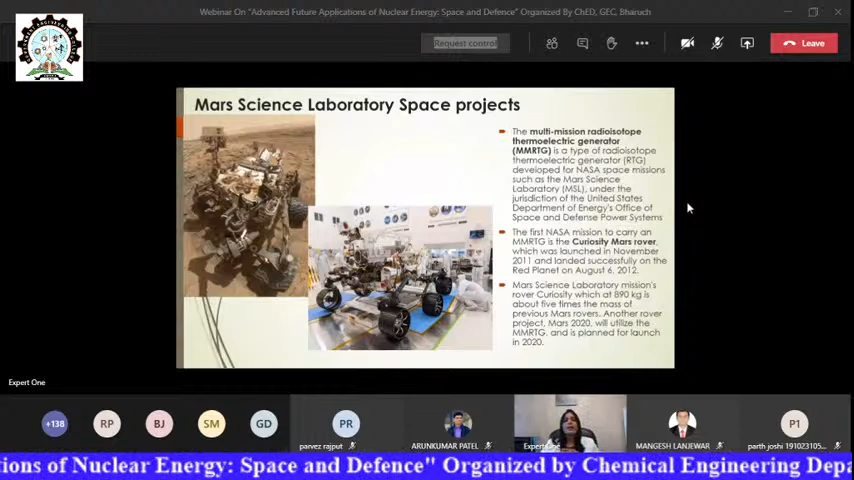 Webinar On "Advanced Future Applications of Nuclear Energy: Space and Defence" Organized By ChED, GEC, Bharuch
Request control
Leave
Mars Science Laboratory Space projects
The multi-mission radioisotope
thermoelectric generator
(MMRTG) is a type of radioisotope
thermoelectric generator (RTG)
developed for NASA space missions
such as the Mars Science
Laboratory (MSL), under the
jurisdiction of the United States
Department of Energy's Office of
Space and Defense Power Systems
The first NASA mission to carry an
MMRTG is the Curiosity Mars rover,
which was launched in November
2011 and landed successfully on the
Red Planet on August 6, 2012.
Mars Science Laboratory mission's
rover Curiosity which at 890 kg is
about five times the mass of
previous Mars rovers. Another rover
project, Mars 2020, will utilize the
MMRTG, and is planned for launch
in 2020.
Expert One
+138
RP
BJ
SM
GD
PR
P1
parvez rajput
ARUNKUMAR PATEL
Expert One
MANGESH LANJEWAR
parth joshi 191023105...
tions of Nuclear Energy: Space and Defence" Organized by Chemical Engineering Depa